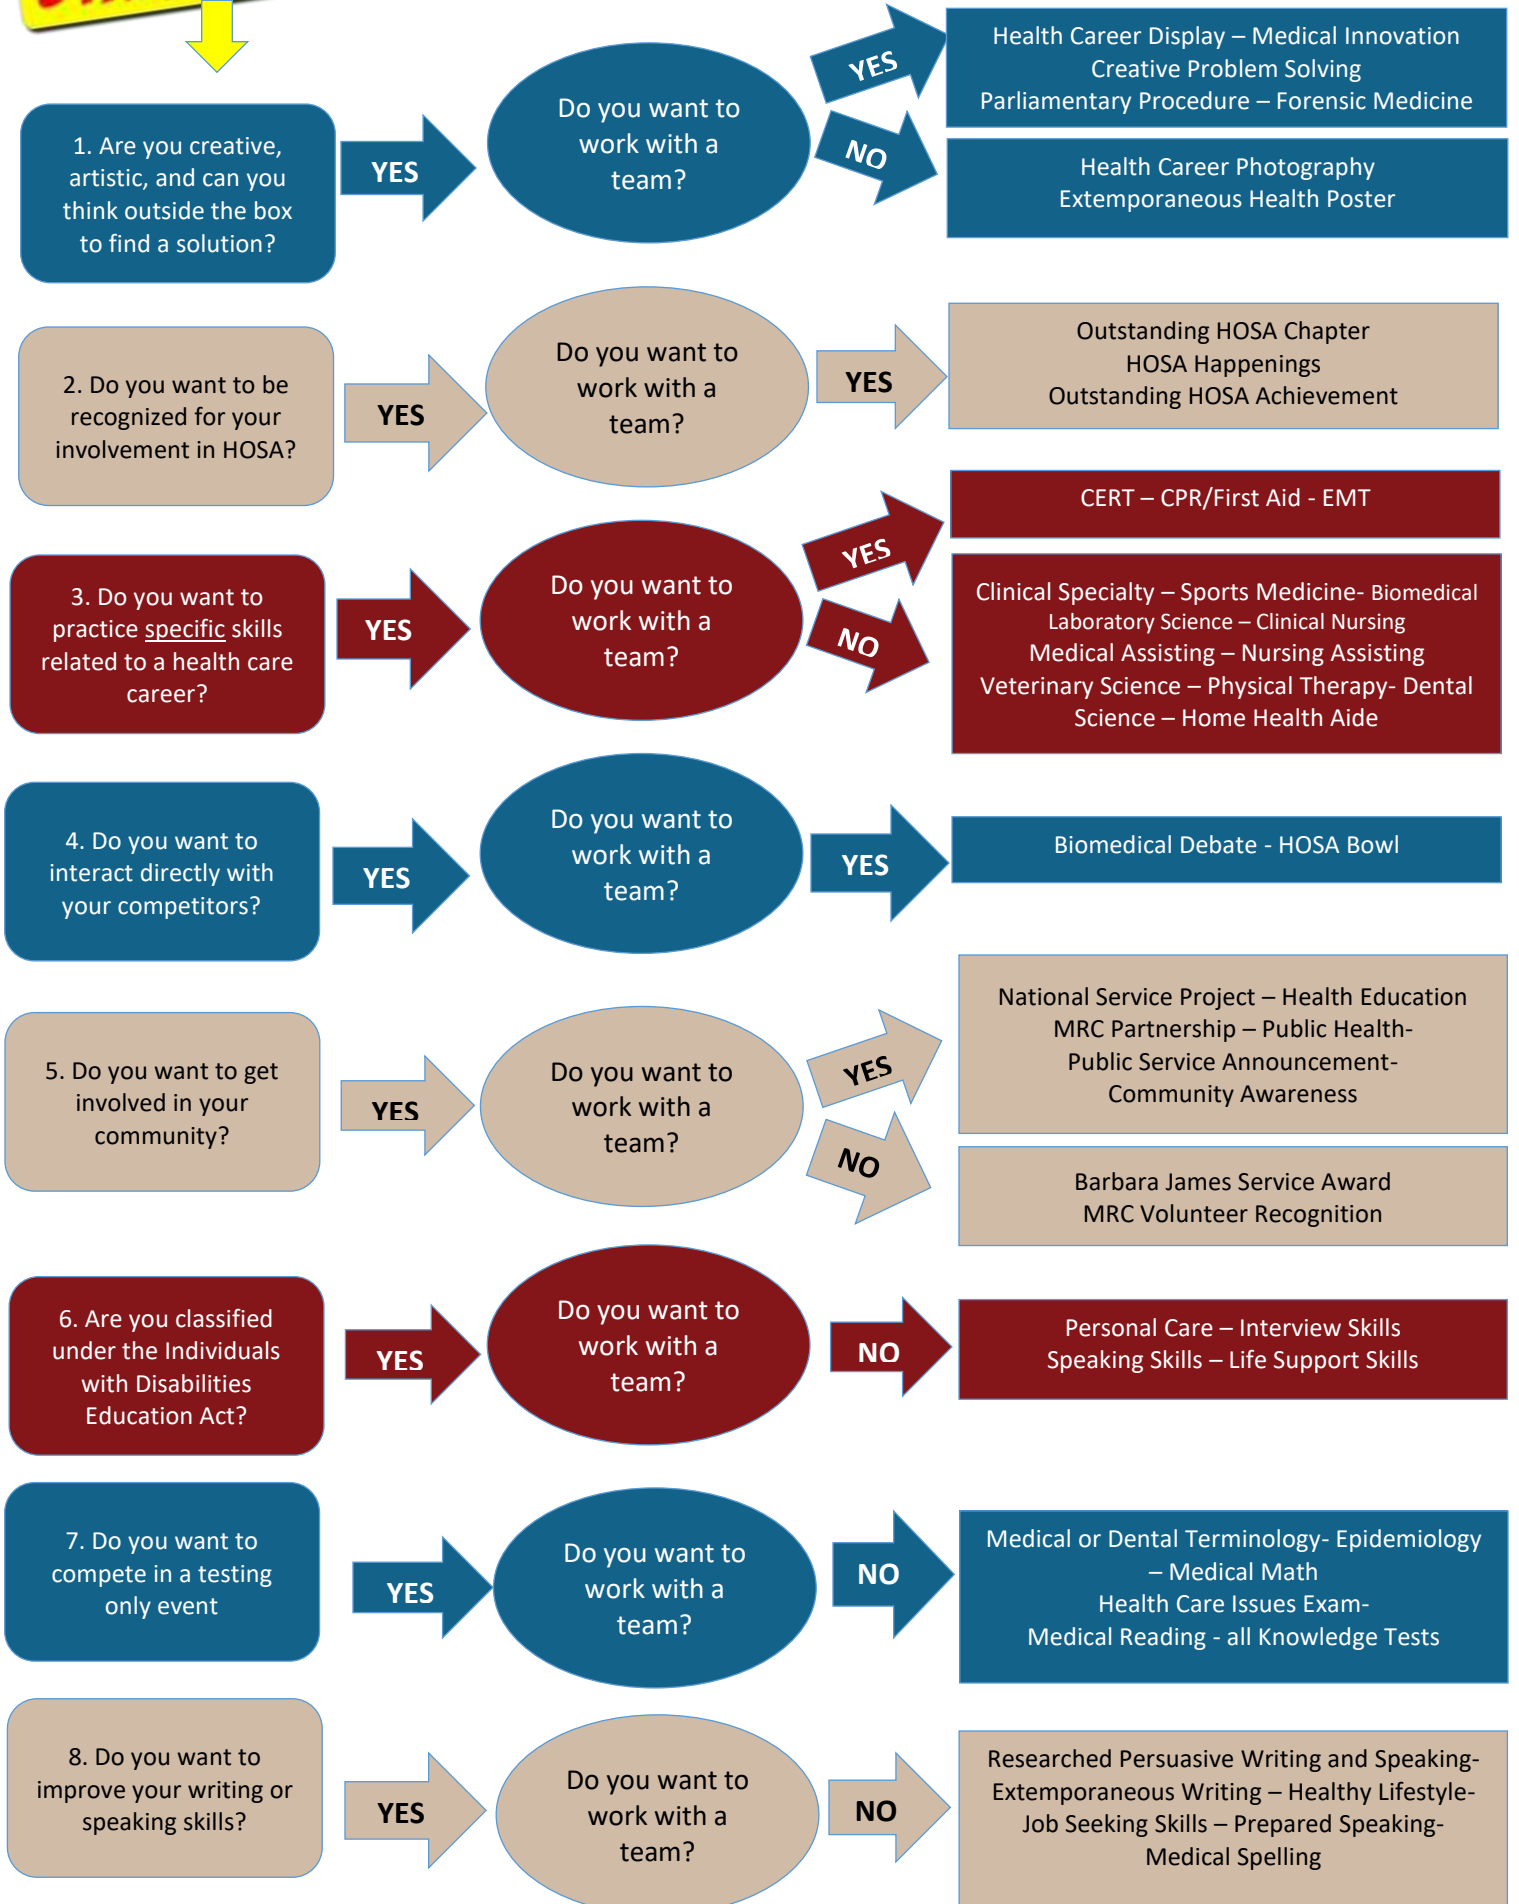 1. Are you creative,
artistic, and can you
think outside the box
to find a solution?
YES
Do you want to
work with a
team?
YES
Health Career Display – Medical Innovation
Creative Problem Solving
Parliamentary Procedure – Forensic Medicine
NO
Health Career Photography
Extemporaneous Health Poster
2. Do you want to be
recognized for your
involvement in HOSA?
YES
Do you want to
work with a
team?
YES
Outstanding HOSA Chapter
HOSA Happenings
Outstanding HOSA Achievement
3. Do you want to
practice specific skills
related to a health care
career?
YES
Do you want to
work with a
team?
YES
CERT – CPR/First Aid - EMT
NO
Clinical Specialty – Sports Medicine- Biomedical
Laboratory Science – Clinical Nursing
Medical Assisting – Nursing Assisting
Veterinary Science – Physical Therapy- Dental
Science – Home Health Aide
4. Do you want to
interact directly with
your competitors?
YES
Do you want to
work with a
team?
YES
Biomedical Debate - HOSA Bowl
5. Do you want to get
involved in your
community?
YES
Do you want to
work with a
team?
YES
National Service Project – Health Education
MRC Partnership – Public Health-
Public Service Announcement-
Community Awareness
NO
Barbara James Service Award
MRC Volunteer Recognition
6. Are you classified
under the Individuals
with Disabilities
Education Act?
YES
Do you want to
work with a
team?
NO
Personal Care – Interview Skills
Speaking Skills – Life Support Skills
7. Do you want to
compete in a testing
only event
YES
Do you want to
work with a
team?
NO
Medical or Dental Terminology- Epidemiology
– Medical Math
Health Care Issues Exam-
Medical Reading - all Knowledge Tests
8. Do you want to
improve your writing or
speaking skills?
YES
Do you want to
work with a
team?
NO
Researched Persuasive Writing and Speaking-
Extemporaneous Writing – Healthy Lifestyle-
Job Seeking Skills – Prepared Speaking-
Medical Spelling